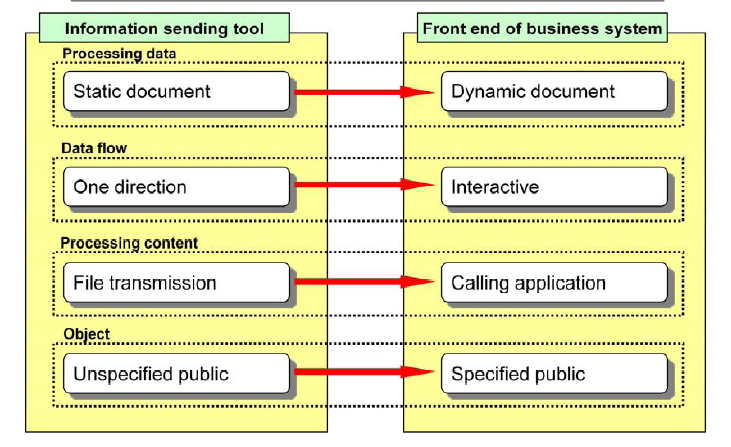 Information sending tool
Front end of business system
Processing data
Static document
Dynamic document
Data flow
One direction
Interactive
Processing content
File transmission
Calling application
Object
Unspecified public
Specified public